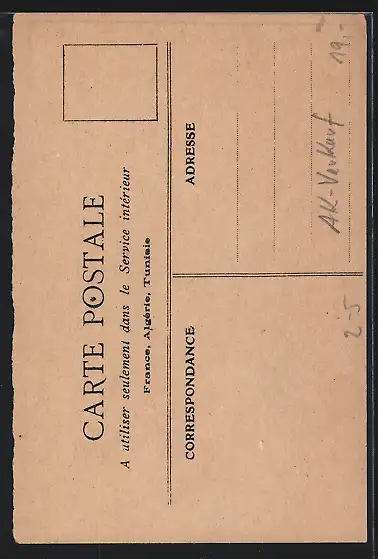 CARTE POSTALE
A utiliser seulement dans le Service intérieur
France, Algérie, Tunisie
CORRESPONDANCE
ADRESSE
2-5
AK-Verkauf
19,-